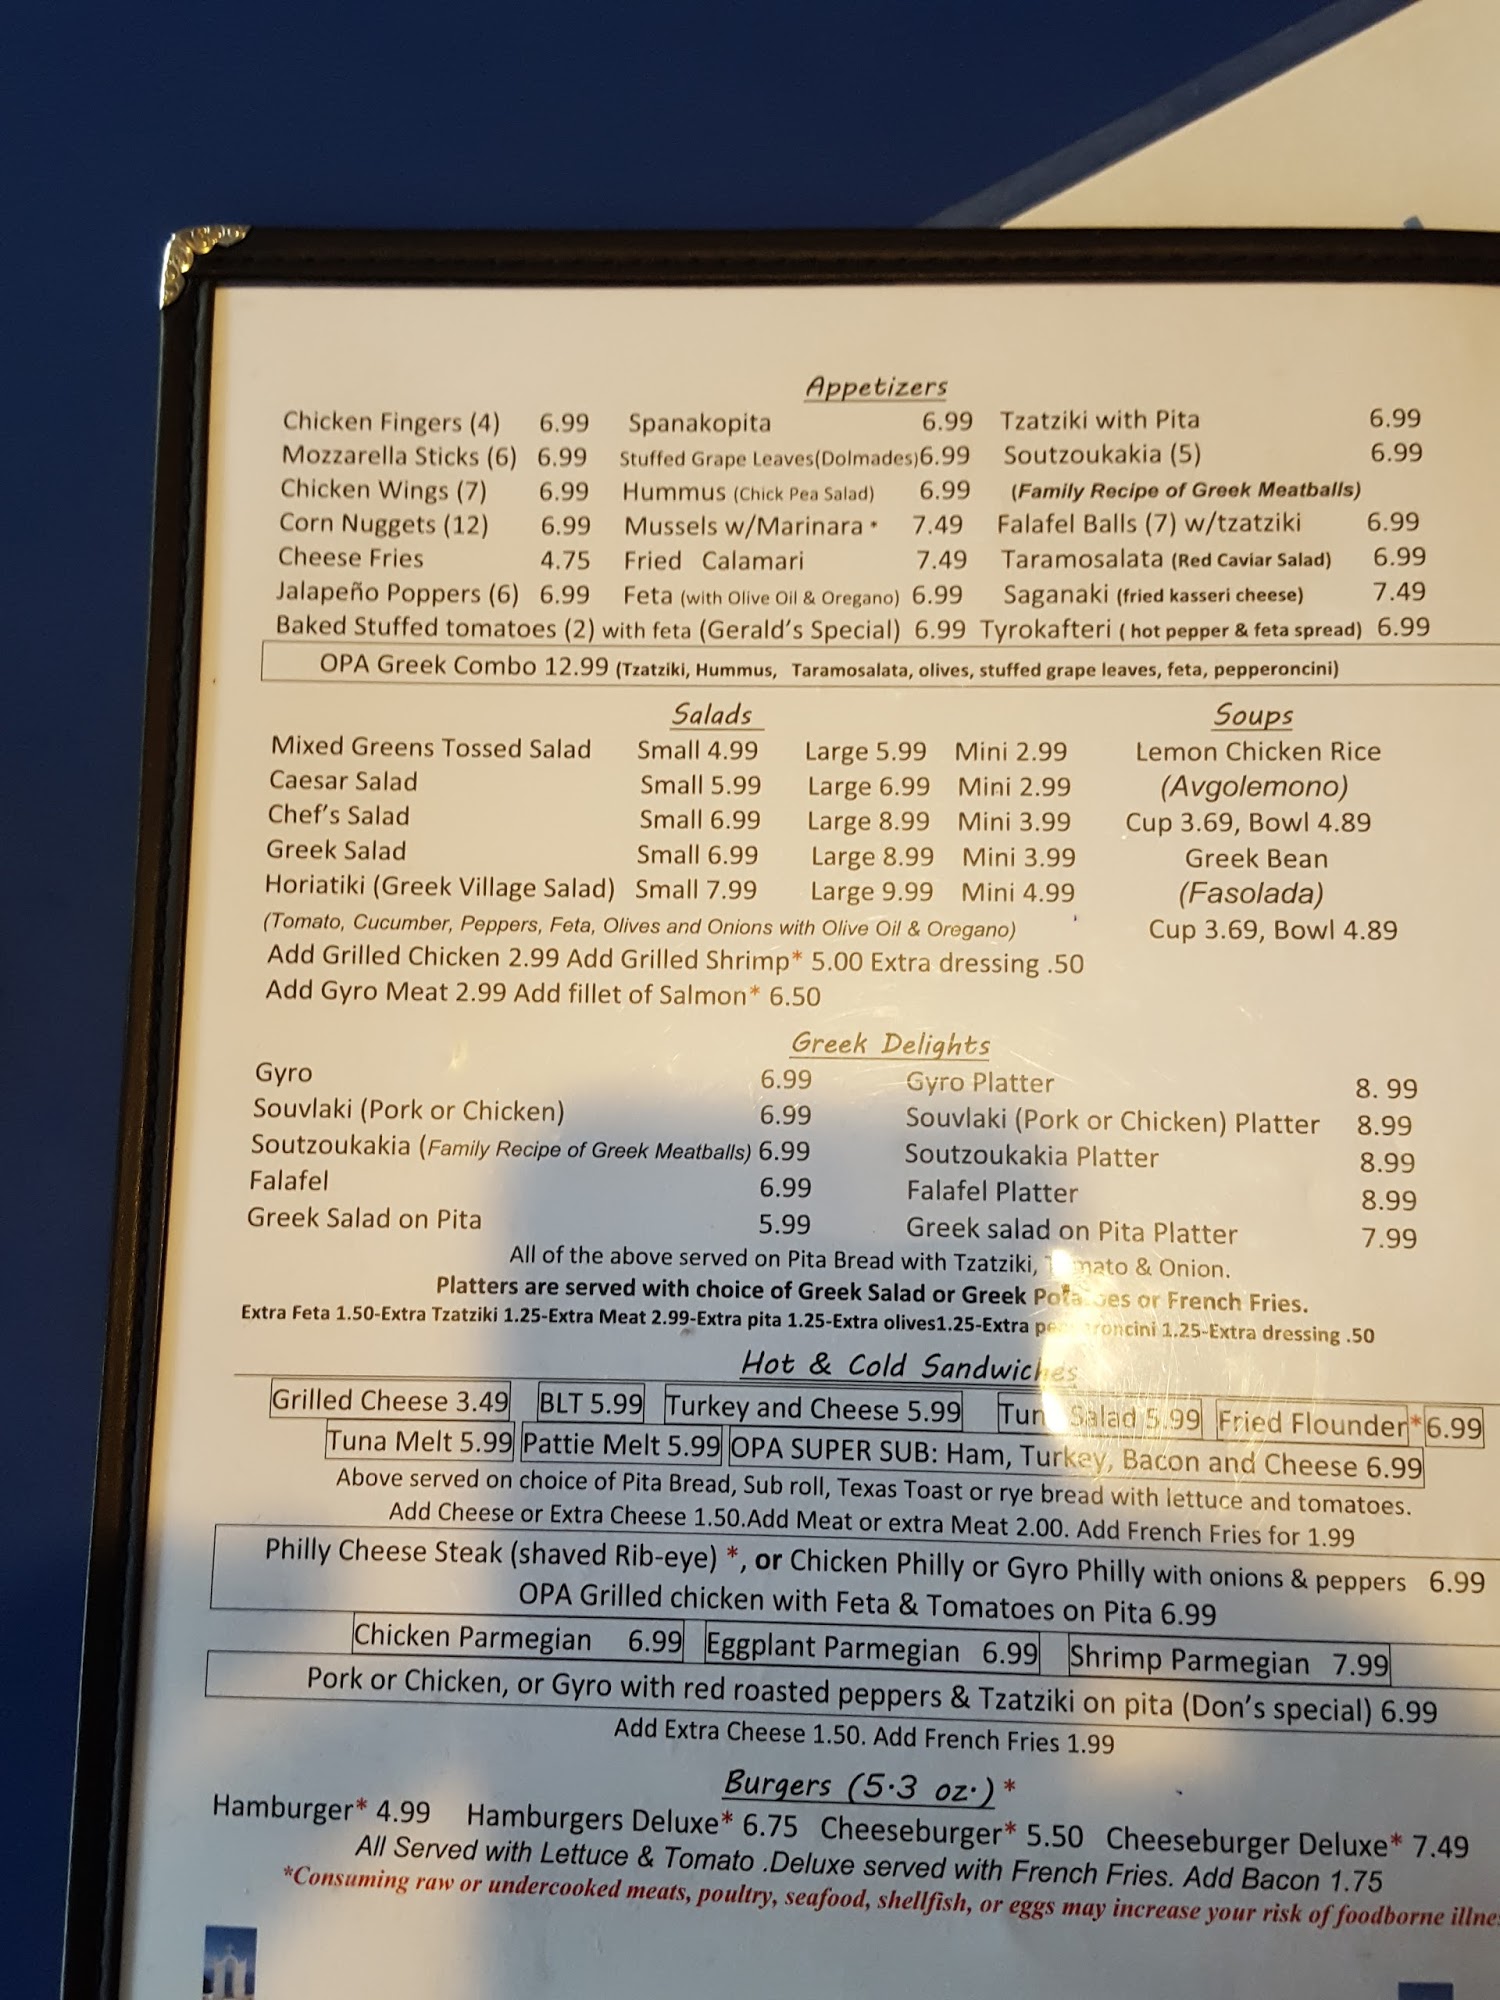 Appetizers
Chicken Fingers (4) 6.99 Spanakopita 6.99 Tzatziki with Pita 6.99
Mozzarella Sticks (6) 6.99 Stuffed Grape Leaves(Dolmades)6.99 Soutzoukakia (5) 6.99
Chicken Wings (7) 6.99 Hummus (Chick Pea Salad) 6.99 (Family Recipe of Greek Meatballs)
Corn Nuggets (12) 6.99 Mussels w/Marinara * 7.49 Falafel Balls (7) w/tzatziki 6.99
Cheese Fries 4.75 Fried Calamari 7.49 Taramosalata (Red Caviar Salad) 6.99
Jalapeño Poppers (6) 6.99 Feta (with Olive Oil & Oregano) 6.99 Saganaki (fried kasseri cheese) 7.49
Baked Stuffed tomatoes (2) with feta (Gerald's Special) 6.99 Tyrokafteri ( hot pepper & feta spread) 6.99
OPA Greek Combo 12.99 (Tzatziki, Hummus, Taramosalata, olives, stuffed grape leaves, feta, pepperoncini)
Salads Soups
Mixed Greens Tossed Salad Small 4.99 Large 5.99 Mini 2.99 Lemon Chicken Rice
Caesar Salad Small 5.99 Large 6.99 Mini 2.99 (Avgolemono)
Chef's Salad Small 6.99 Large 8.99 Mini 3.99 Cup 3.69, Bowl 4.89
Greek Salad Small 6.99 Large 8.99 Mini 3.99 Greek Bean
Horiatiki (Greek Village Salad) Small 7.99 Large 9.99 Mini 4.99 (Fasolada)
(Tomato, Cucumber, Peppers, Feta, Olives and Onions with Olive Oil & Oregano) Cup 3.69, Bowl 4.89
Add Grilled Chicken 2.99 Add Grilled Shrimp* 5.00 Extra dressing .50
Add Gyro Meat 2.99 Add fillet of Salmon* 6.50
Greek Delights
Gyro 6.99 Gyro Platter 8. 99
Souvlaki (Pork or Chicken) 6.99 Souvlaki (Pork or Chicken) Platter 8.99
Soutzoukakia (Family Recipe of Greek Meatballs) 6.99 Soutzoukakia Platter 8.99
Falafel 6.99 Falafel Platter 8.99
Greek Salad on Pita 5.99 Greek salad on Pita Platter 7.99
All of the above served on Pita Bread with Tzatziki, Tomato & Onion.
Platters are served with choice of Greek Salad or Greek Potatoes or French Fries.
Extra Feta 1.50-Extra Tzatziki 1.25-Extra Meat 2.99-Extra pita 1.25-Extra olives1.25-Extra pepperoncini 1.25-Extra dressing .50
Hot & Cold Sandwiches
Grilled Cheese 3.49 BLT 5.99 Turkey and Cheese 5.99 Tuna Salad 5.99 Fried Flounder* 6.99
Tuna Melt 5.99 Pattie Melt 5.99 OPA SUPER SUB: Ham, Turkey, Bacon and Cheese 6.99
Above served on choice of Pita Bread, Sub roll, Texas Toast or rye bread with lettuce and tomatoes.
Add Cheese or Extra Cheese 1.50.Add Meat or extra Meat 2.00. Add French Fries for 1.99
Philly Cheese Steak (shaved Rib-eye) *, or Chicken Philly or Gyro Philly with onions & peppers 6.99
OPA Grilled chicken with Feta & Tomatoes on Pita 6.99
Chicken Parmegian 6.99 Eggplant Parmegian 6.99 Shrimp Parmegian 7.99
Pork or Chicken, or Gyro with red roasted peppers & Tzatziki on pita (Don's special) 6.99
Add Extra Cheese 1.50. Add French Fries 1.99
Burgers (5.3 oz.) *
Hamburger* 4.99 Hamburgers Deluxe* 6.75 Cheeseburger* 5.50 Cheeseburger Deluxe* 7.49
All Served with Lettuce & Tomato .Deluxe served with French Fries. Add Bacon 1.75
*Consuming raw or undercooked meats, poultry, seafood, shellfish, or eggs may increase your risk of foodborne illne